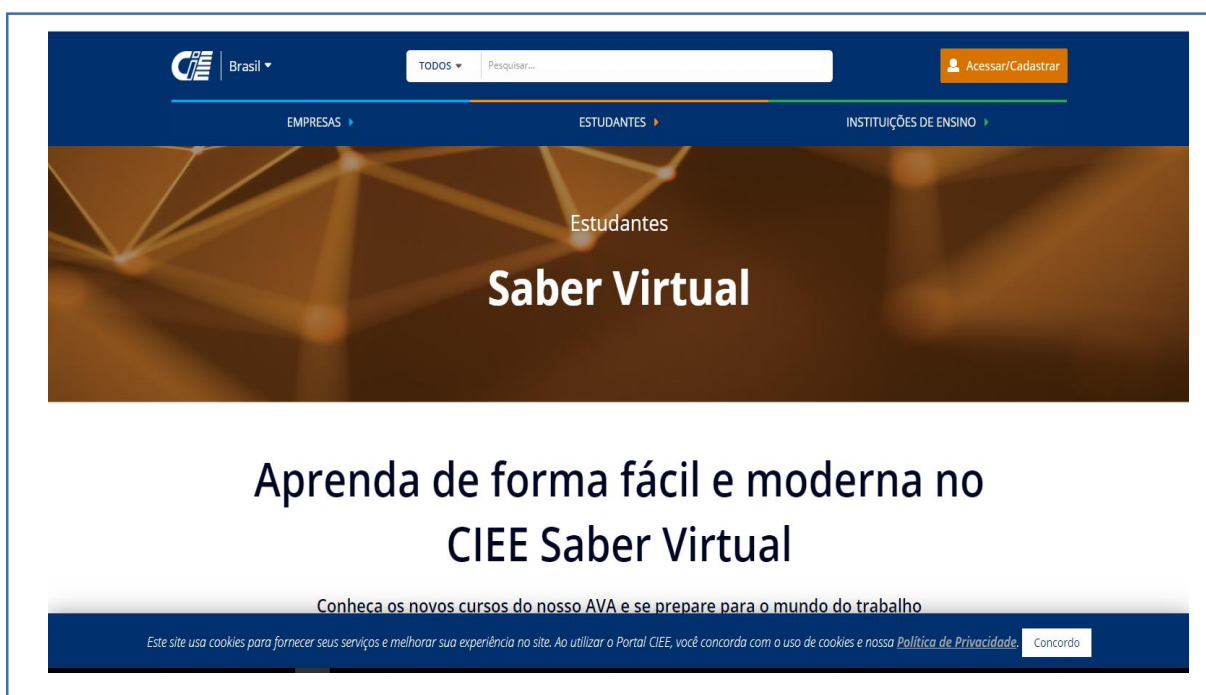 CIEE Brasil TODOS Pesquisar... Acessar/Cadastrar
EMPRESAS ESTUDANTES INSTITUIÇÕES DE ENSINO
Estudantes
Saber Virtual
Aprenda de forma fácil e moderna no
CIEE Saber Virtual
Conheça os novos cursos do nosso AVA e se prepare para o mundo do trabalho
Este site usa cookies para fornecer seus serviços e melhorar sua experiência no site. Ao utilizar o Portal CIEE, você concorda com o uso de cookies e nossa Política de Privacidade. Concordo